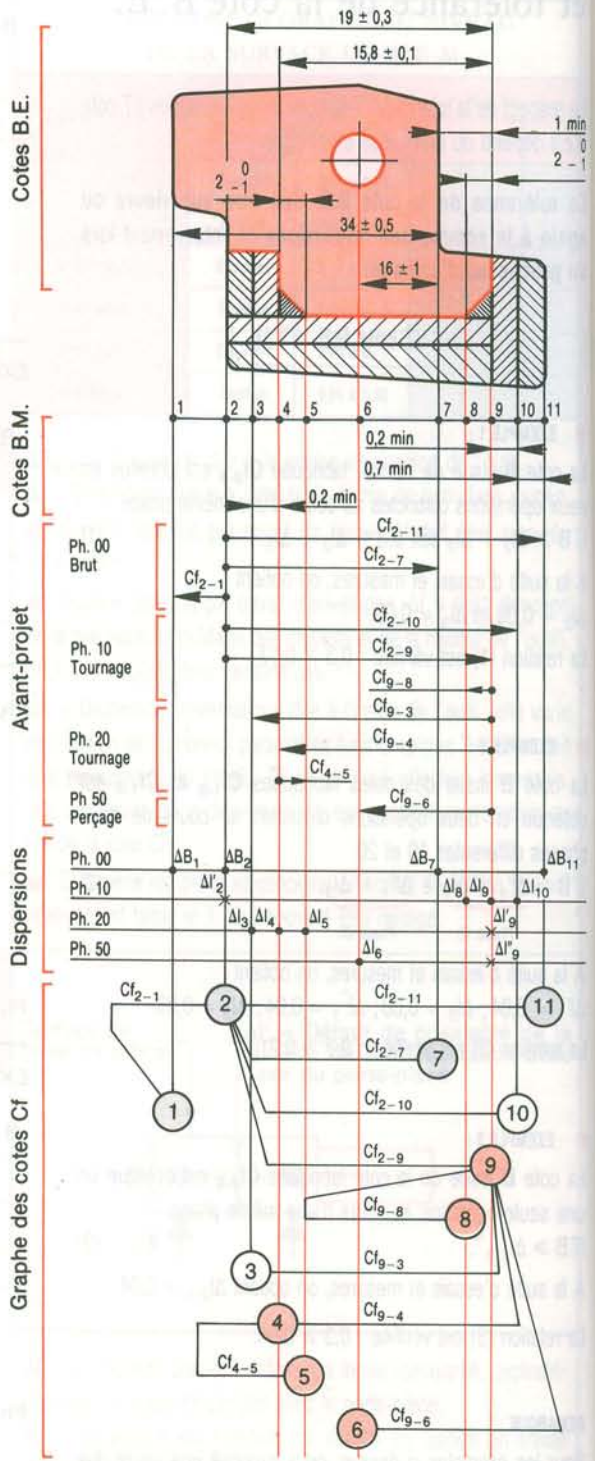 et tolérance de la cote B.E.
19 ± 0,3
15,8 ± 0,1
1 min
0
2 -1
0
2 -1
34 ± 0,5
16 ± 1
Cotes B.E.
1 2 3 4 5 6 7 8 9 10 11
Cotes B.M.
0,2 min
0,7 min
0,2 min
Avant-projet
Ph. 00
Brut
Cf2–11
Cf2–7
Cf2–1
Ph. 10
Tournage
Cf2–10
Cf2–9
Cf9–8
Ph. 20
Tournage
Cf9–3
Cf9–4
Cf4–5
Ph 50
Perçage
Cf9–6
Dispersions
Ph. 00 ΔB1 ΔB2 ΔB7 ΔB11
Ph. 10 Δl'2 Δl8 Δl9 Δl10
Ph. 20 Δl3 Δl4 Δl5 Δl'9
Ph. 50 Δl6 Δl"9
Graphe des cotes Cf
Cf2–1 2 Cf2–11 11
Cf2–7 7
1 Cf2–10 10
Cf2–9 9
Cf9–8 8
3 Cf9–3
4 Cf9–4
Cf4–5 5
6 Cf9–6